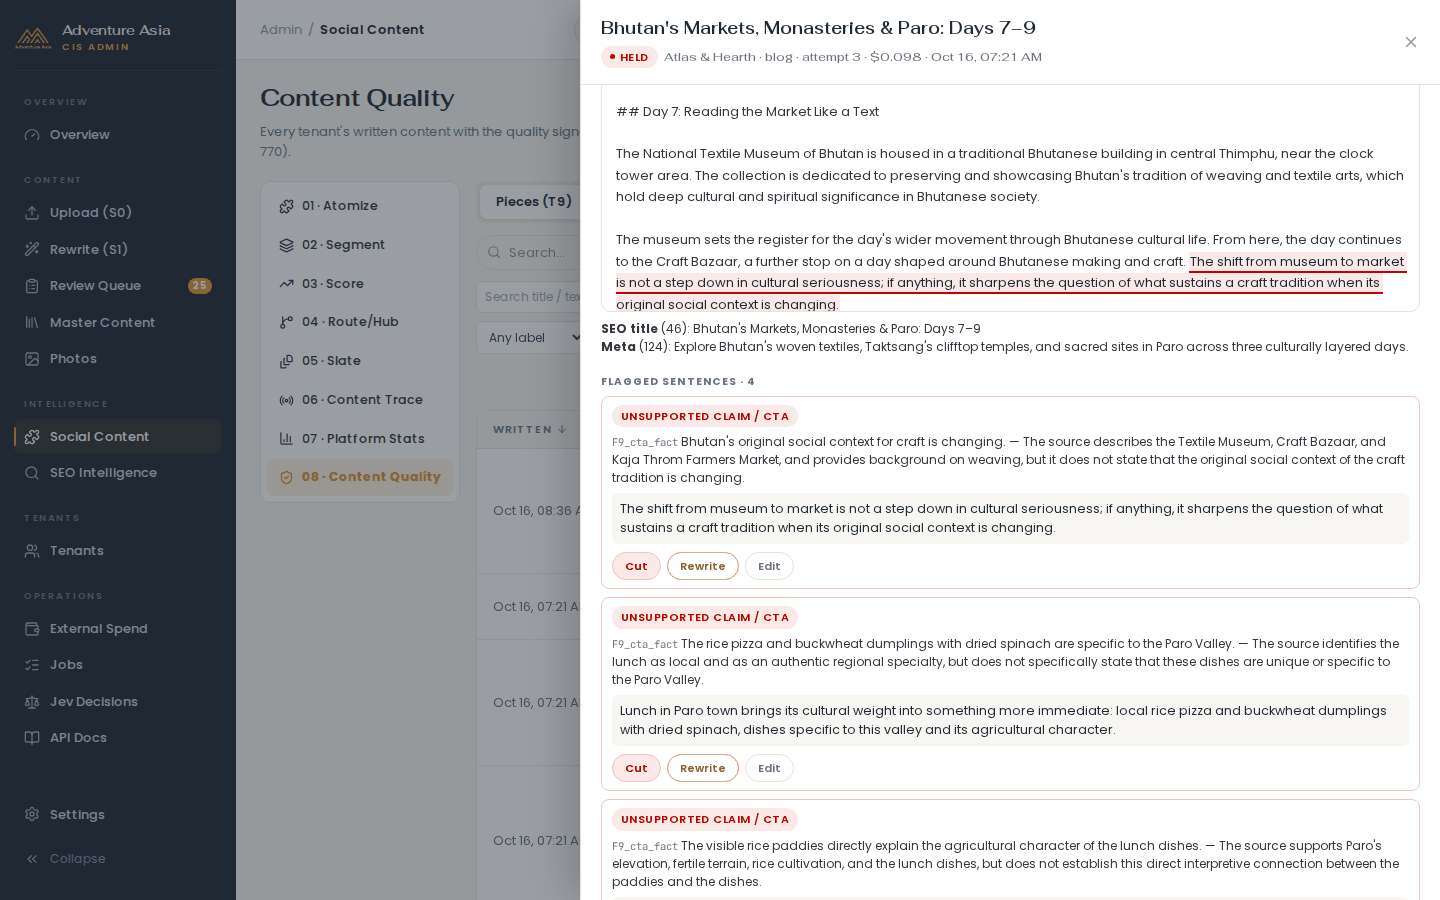 Adventure Asia
CIS ADMIN
OVERVIEW
Overview
CONTENT
Upload (S0)
Rewrite (S1)
Review Queue 25
Master Content
Photos
INTELLIGENCE
Social Content
SEO Intelligence
TENANTS
Tenants
OPERATIONS
External Spend
Jobs
Jev Decisions
API Docs
Settings
Collapse
Admin / Social Content
Content Quality
Every tenant's written content with the quality sign
770).
01 · Atomize
02 · Segment
03 · Score
04 · Route/Hub
05 · Slate
06 · Content Trace
07 · Platform Stats
08 · Content Quality
Pieces (T9)
Search...
Search title / tex
Any label
WRITTEN ↓
Oct 16, 08:36 A
Oct 16, 07:21 A
Oct 16, 07:21 A
Oct 16, 07:21 A
Bhutan's Markets, Monasteries & Paro: Days 7–9
HELD Atlas & Hearth · blog · attempt 3 · $0.098 · Oct 16, 07:21 AM
## Day 7: Reading the Market Like a Text
The National Textile Museum of Bhutan is housed in a traditional Bhutanese building in central Thimphu, near the clock
tower area. The collection is dedicated to preserving and showcasing Bhutan's tradition of weaving and textile arts, which
hold deep cultural and spiritual significance in Bhutanese society.
The museum sets the register for the day's wider movement through Bhutanese cultural life. From here, the day continues
to the Craft Bazaar, a further stop on a day shaped around Bhutanese making and craft. The shift from museum to market
is not a step down in cultural seriousness; if anything, it sharpens the question of what sustains a craft tradition when its
original social context is changing.
SEO title (46): Bhutan's Markets, Monasteries & Paro: Days 7–9
Meta (124): Explore Bhutan's woven textiles, Taktsang's clifftop temples, and sacred sites in Paro across three culturally layered days.
FLAGGED SENTENCES · 4
UNSUPPORTED CLAIM / CTA
F9_cta_fact Bhutan's original social context for craft is changing. — The source describes the Textile Museum, Craft Bazaar, and
Kaja Throm Farmers Market, and provides background on weaving, but it does not state that the original social context of the craft
tradition is changing.
The shift from museum to market is not a step down in cultural seriousness; if anything, it sharpens the question of what
sustains a craft tradition when its original social context is changing.
Cut Rewrite Edit
UNSUPPORTED CLAIM / CTA
F9_cta_fact The rice pizza and buckwheat dumplings with dried spinach are specific to the Paro Valley. — The source identifies the
lunch as local and as an authentic regional specialty, but does not specifically state that these dishes are unique or specific to
the Paro Valley.
Lunch in Paro town brings its cultural weight into something more immediate: local rice pizza and buckwheat dumplings
with dried spinach, dishes specific to this valley and its agricultural character.
Cut Rewrite Edit
UNSUPPORTED CLAIM / CTA
F9_cta_fact The visible rice paddies directly explain the agricultural character of the lunch dishes. — The source supports Paro's
elevation, fertile terrain, rice cultivation, and the lunch dishes, but does not establish this direct interpretive connection between the
paddies and the dishes.